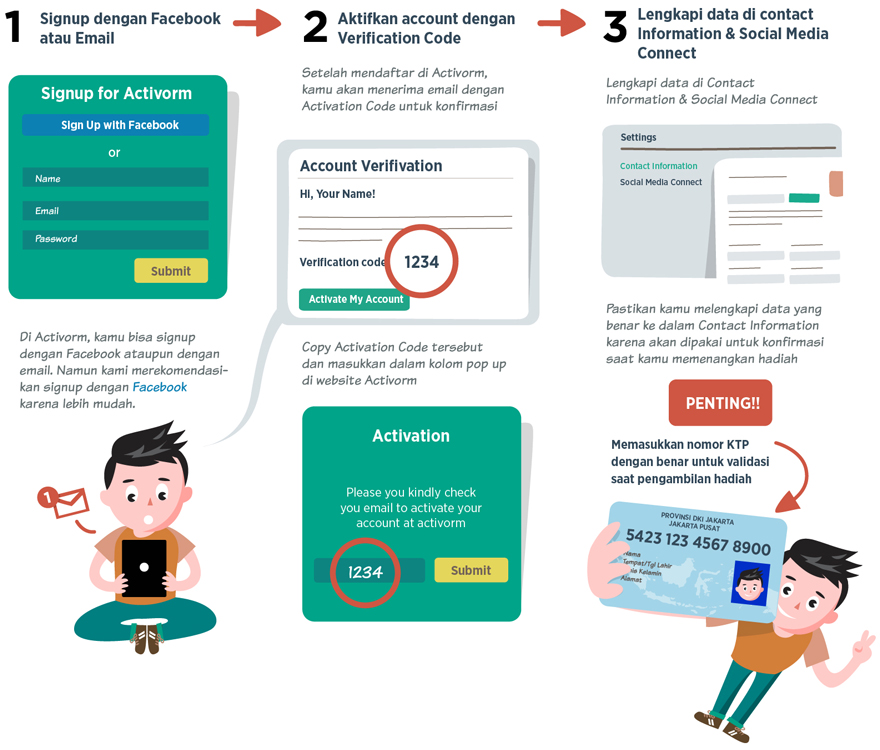 1
Signup dengan Facebook
atau Email
Signup for Activorm
Sign Up with Facebook
or
Name
Email
Password
Submit
Di Activorm, kamu bisa signup
dengan Facebook ataupun dengan
email. Namun kami merekomendasi-
kan signup dengan Facebook
karena lebih mudah.
1
2
Aktifkan account dengan
Verification Code
Setelah mendaftar di Activorm,
kamu akan menerima email dengan
Activation Code untuk konfirmasi
Account Verifivation
HI, Your Name!
Verification code
1234
Activate My Account
Copy Activation Code tersebut
dan masukkan dalam kolom pop up
di website Activorm
Activation
Please you kindly check
you email to activate your
account at activorm
1234
Submit
3
Lengkapi data di contact
Information & Social Media
Connect
Lengkapi data di Contact
Information & Social Media Connect
Settings
Contact Information
Social Media Connect
Pastikan kamu melengkapi data yang
benar ke dalam Contact Information
karena akan dipakai untuk konfirmasi
saat kamu memenangkan hadiah
PENTING!!
Memasukkan nomor KTP
dengan benar untuk validasi
saat pengambilan hadiah
PROVINSI DKI JAKARTA
JAKARTA PUSAT
5423 123 4567 8900
Nama
Tempat/Tgl Lahir
Kelamin
Alamat